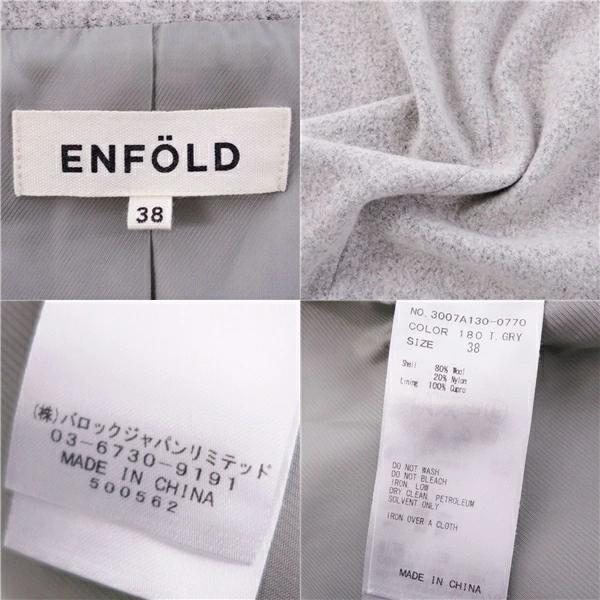 ENFÖLD
38
(株)バロックジャパンリミテッド
03-6730-9191
MADE IN CHINA
500562
NO. 3007A130-0770
COLOR 180 T.GRY
SIZE 38
Shell 80% Wool
20% Nylon
Lining 100% Cupro
DO NOT WASH
DO NOT BLEACH
IRON, LOW
DRY CLEAN, PETROLEUM
SOLVENT ONLY
IRON OVER A CLOTH
MADE IN CHINA